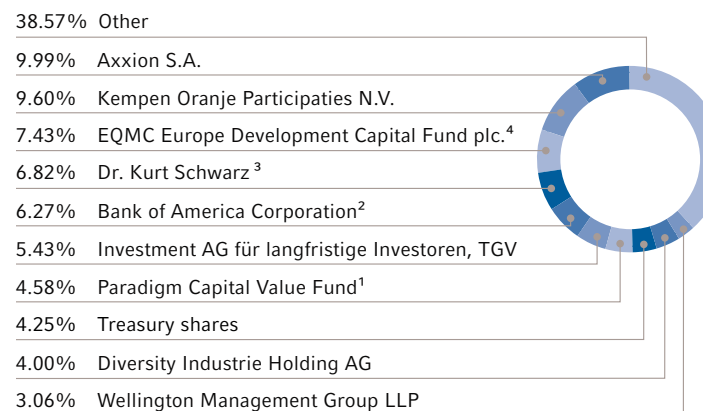 38.57% Other
9.99% Axxion S.A.
9.60% Kempen Oranje Participaties N.V.
7.43% EQMC Europe Development Capital Fund plc.⁴
6.82% Dr. Kurt Schwarz ³
6.27% Bank of America Corporation²
5.43% Investment AG für langfristige Investoren, TGV
4.58% Paradigm Capital Value Fund¹
4.25% Treasury shares
4.00% Diversity Industrie Holding AG
3.06% Wellington Management Group LLP